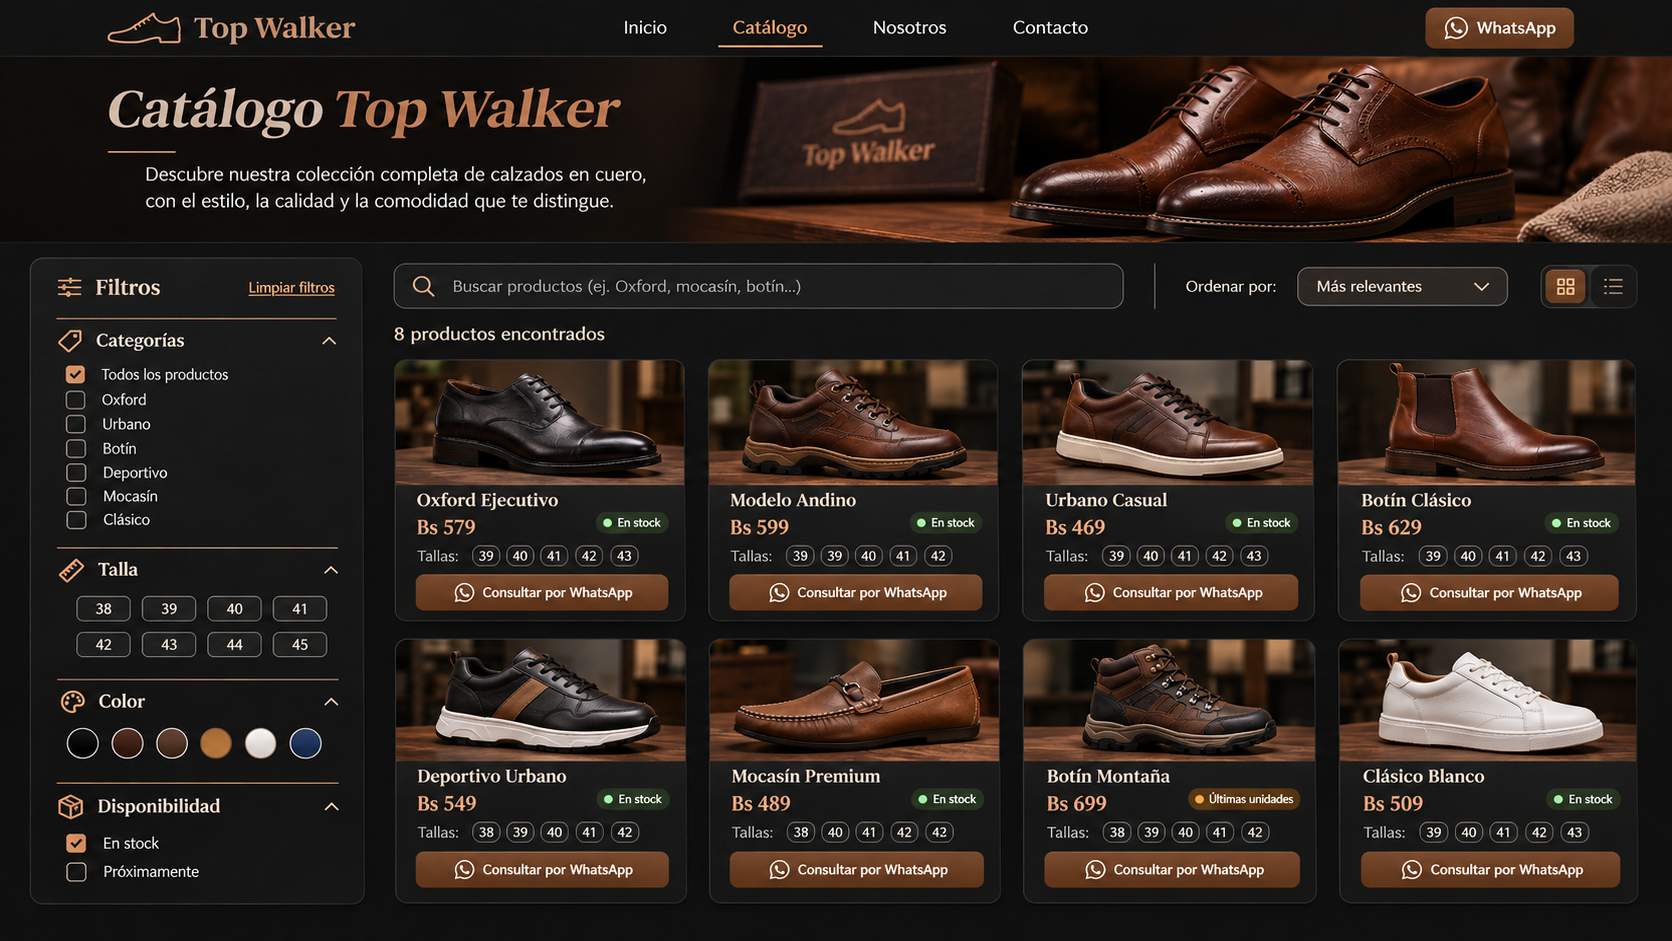 Top Walker
Inicio
Catálogo
Nosotros
Contacto
WhatsApp
Catálogo Top Walker
Descubre nuestra colección completa de calzados en cuero,
con el estilo, la calidad y la comodidad que te distingue.
Top Walker
Filtros
Limpiar filtros
Categorías
Todos los productos
Oxford
Urbano
Botín
Deportivo
Mocasín
Clásico
Talla
38 39 40 41
42 43 44 45
Color
Disponibilidad
En stock
Próximamente
Buscar productos (ej. Oxford, mocasín, botín...)
Ordenar por:
Más relevantes
8 productos encontrados
Oxford Ejecutivo
Bs 579
En stock
Tallas: 39 40 41 42 43
Consultar por WhatsApp
Modelo Andino
Bs 599
En stock
Tallas: 39 39 40 41 42
Consultar por WhatsApp
Urbano Casual
Bs 469
En stock
Tallas: 39 40 41 42 43
Consultar por WhatsApp
Botín Clásico
Bs 629
En stock
Tallas: 39 40 41 42 43
Consultar por WhatsApp
Deportivo Urbano
Bs 549
En stock
Tallas: 38 39 40 41 42
Consultar por WhatsApp
Mocasín Premium
Bs 489
En stock
Tallas: 38 40 41 42 42
Consultar por WhatsApp
Botín Montaña
Bs 699
Últimas unidades
Tallas: 38 39 40 41 42
Consultar por WhatsApp
Clásico Blanco
Bs 509
En stock
Tallas: 39 40 41 42 43
Consultar por WhatsApp